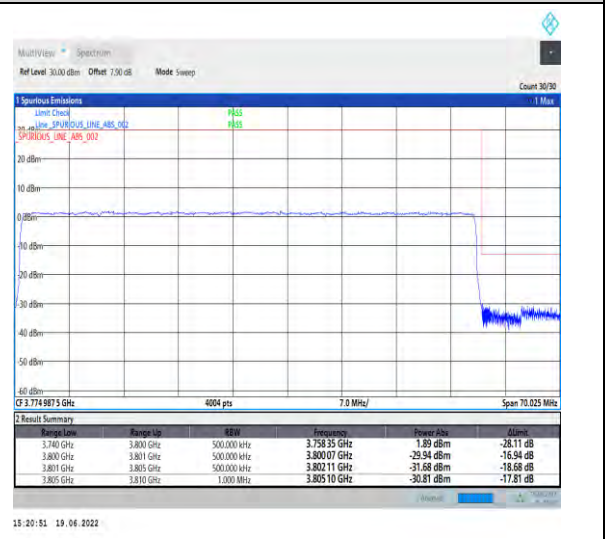 MultiView Spectrum
Ref Level 30.00 dBm Offset 7.90 dB Mode Sweep
Count 30/30
1 Spurious Emissions 1 Max
Limit Check PASS
Line _SPURIOUS_LINE_ABS_002 PASS
_SPURIOUS_LINE_ABS_002
20 dBm
10 dBm
0 dBm
-10 dBm
-20 dBm
-30 dBm
-40 dBm
-50 dBm
-60 dBm
CF 3.774 987 5 GHz 4004 pts 7.0 MHz/ Span 70.025 MHz
2 Result Summary
Range Low Range Up RBW Frequency Power Abs ΔLimit
3.740 GHz 3.800 GHz 500.000 kHz 3.758 35 GHz 1.89 dBm -28.11 dB
3.800 GHz 3.801 GHz 500.000 kHz 3.80007 GHz -29.94 dBm -16.94 dB
3.801 GHz 3.805 GHz 500.000 kHz 3.80211 GHz -31.68 dBm -18.68 dB
3.805 GHz 3.810 GHz 1.000 MHz 3.80510 GHz -30.81 dBm -17.81 dB
15:20:51 19.06.2022